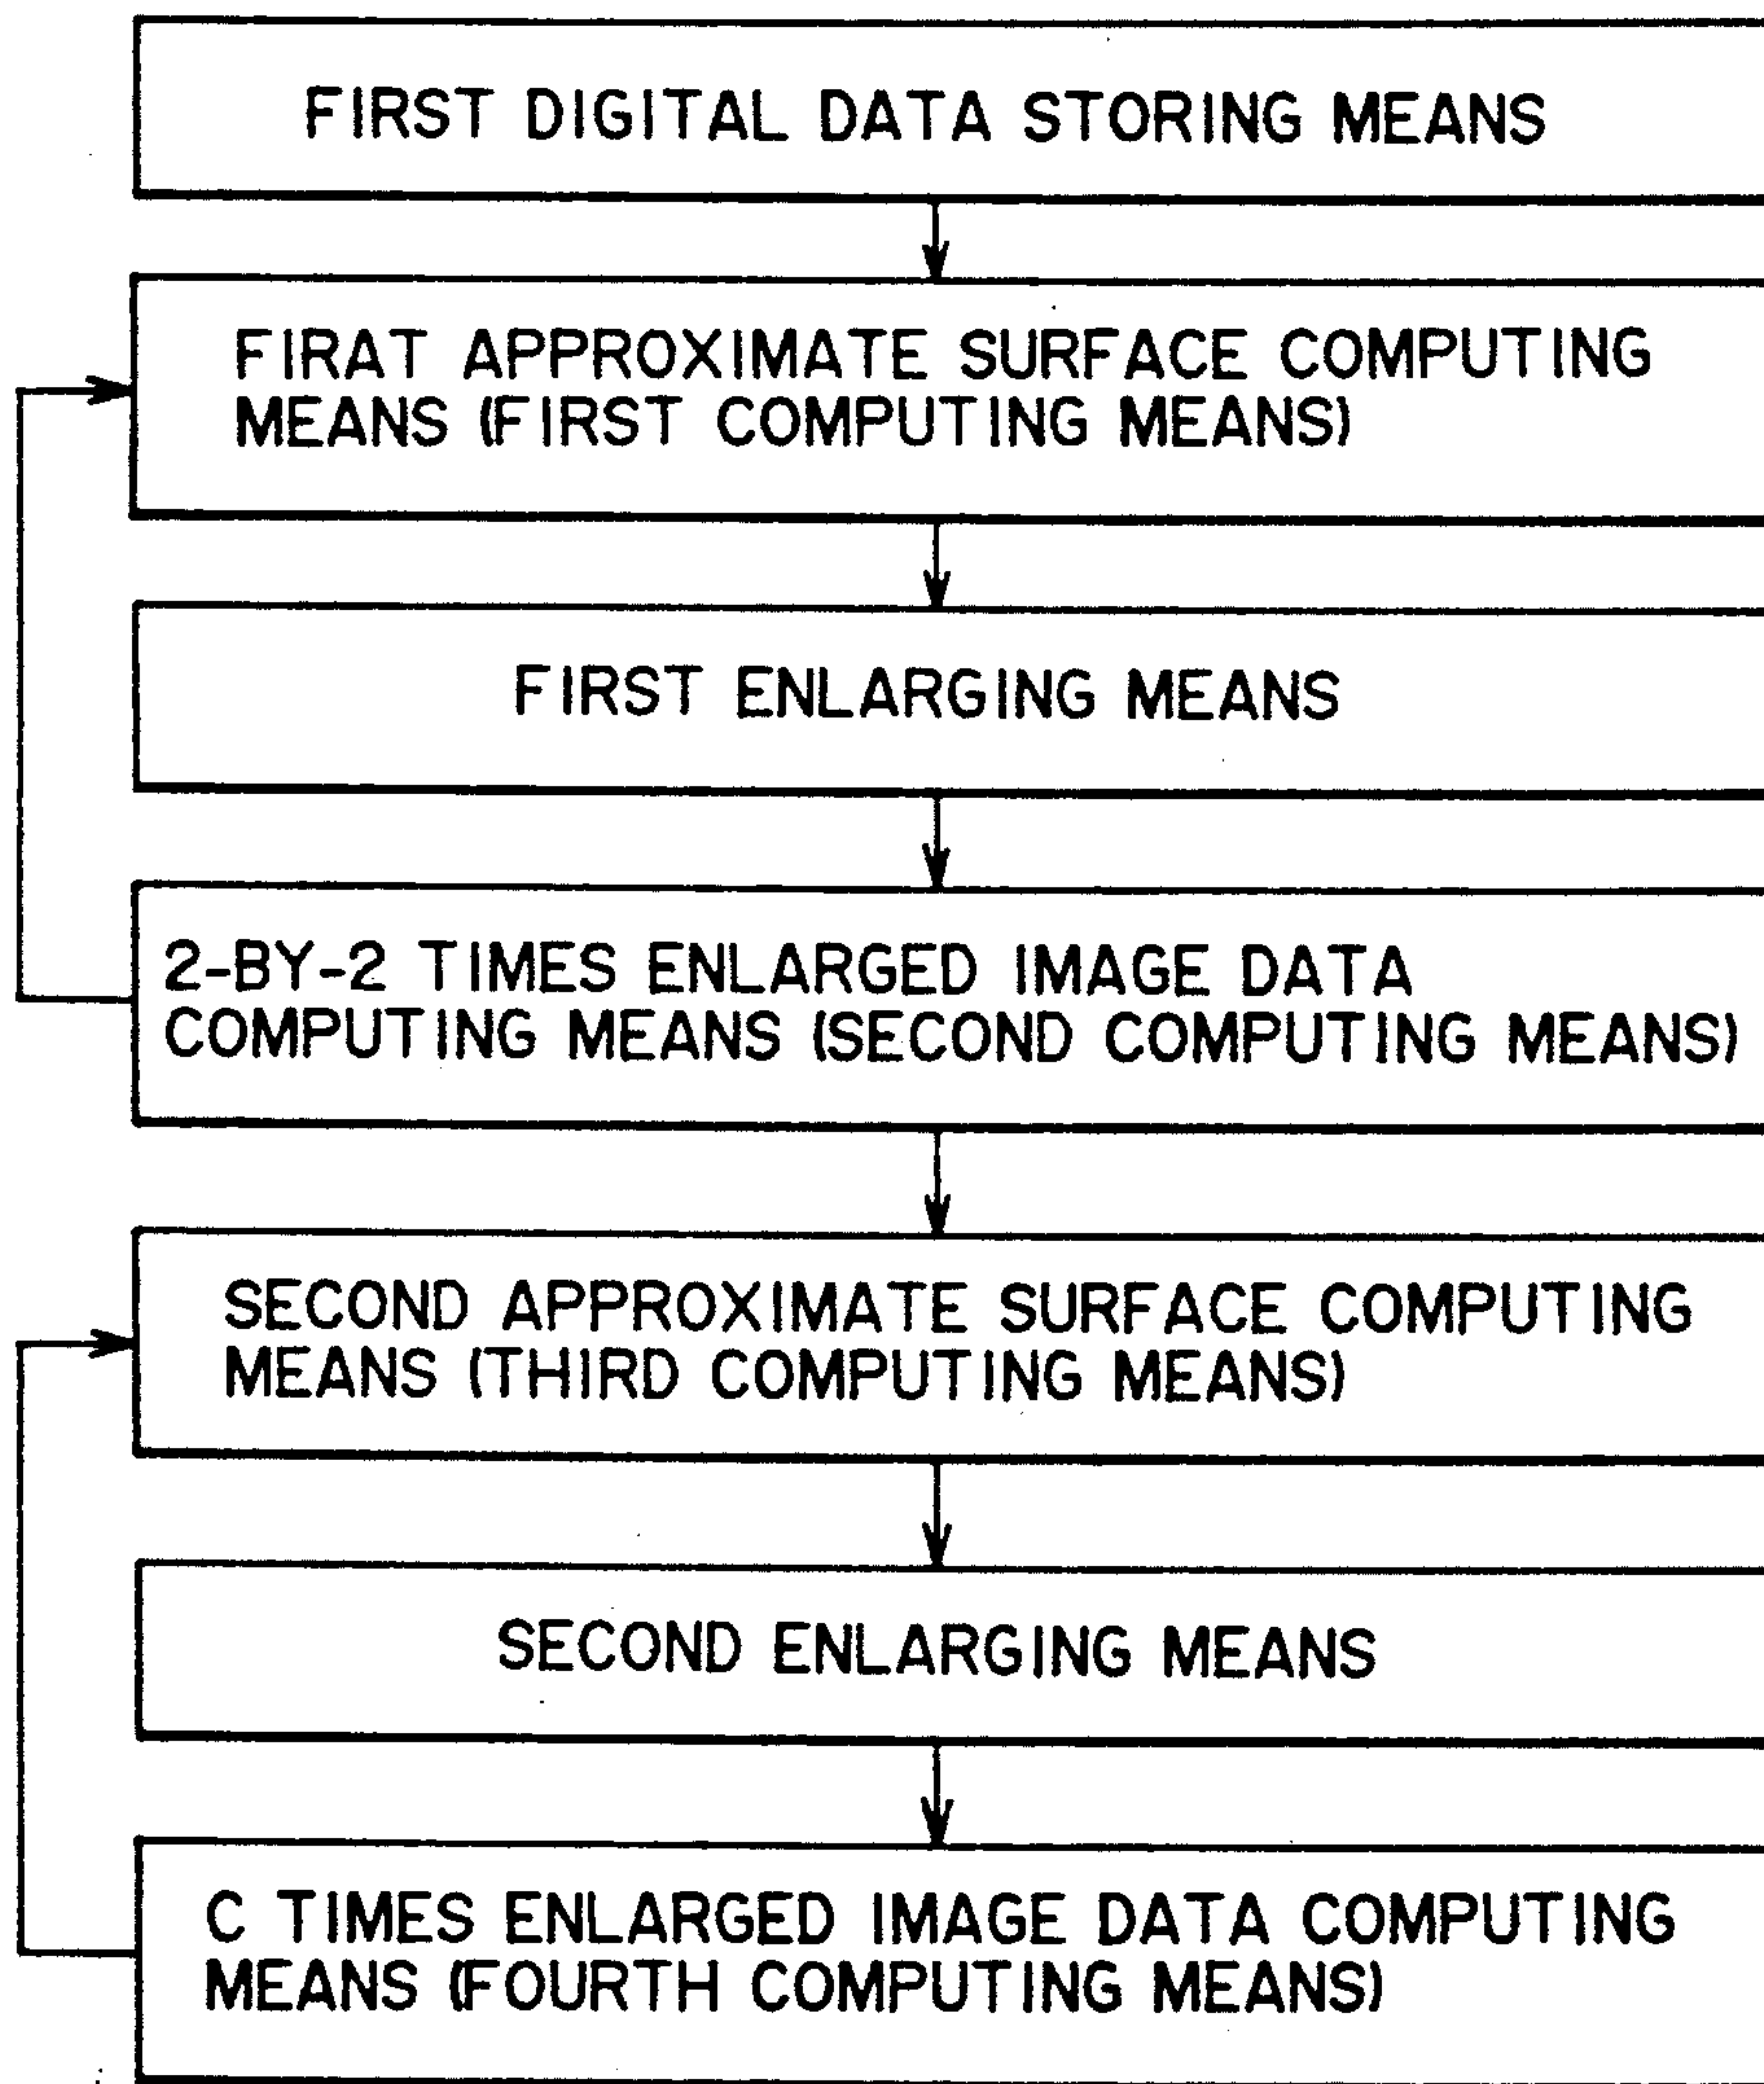 FIRST DIGITAL DATA STORING MEANS
FIRAT APPROXIMATE SURFACE COMPUTING
MEANS (FIRST COMPUTING MEANS)
FIRST ENLARGING MEANS
2-BY-2 TIMES ENLARGED IMAGE DATA
COMPUTING MEANS (SECOND COMPUTING MEANS)
SECOND APPROXIMATE SURFACE COMPUTING
MEANS (THIRD COMPUTING MEANS)
SECOND ENLARGING MEANS
C TIMES ENLARGED IMAGE DATA COMPUTING
MEANS (FOURTH COMPUTING MEANS)